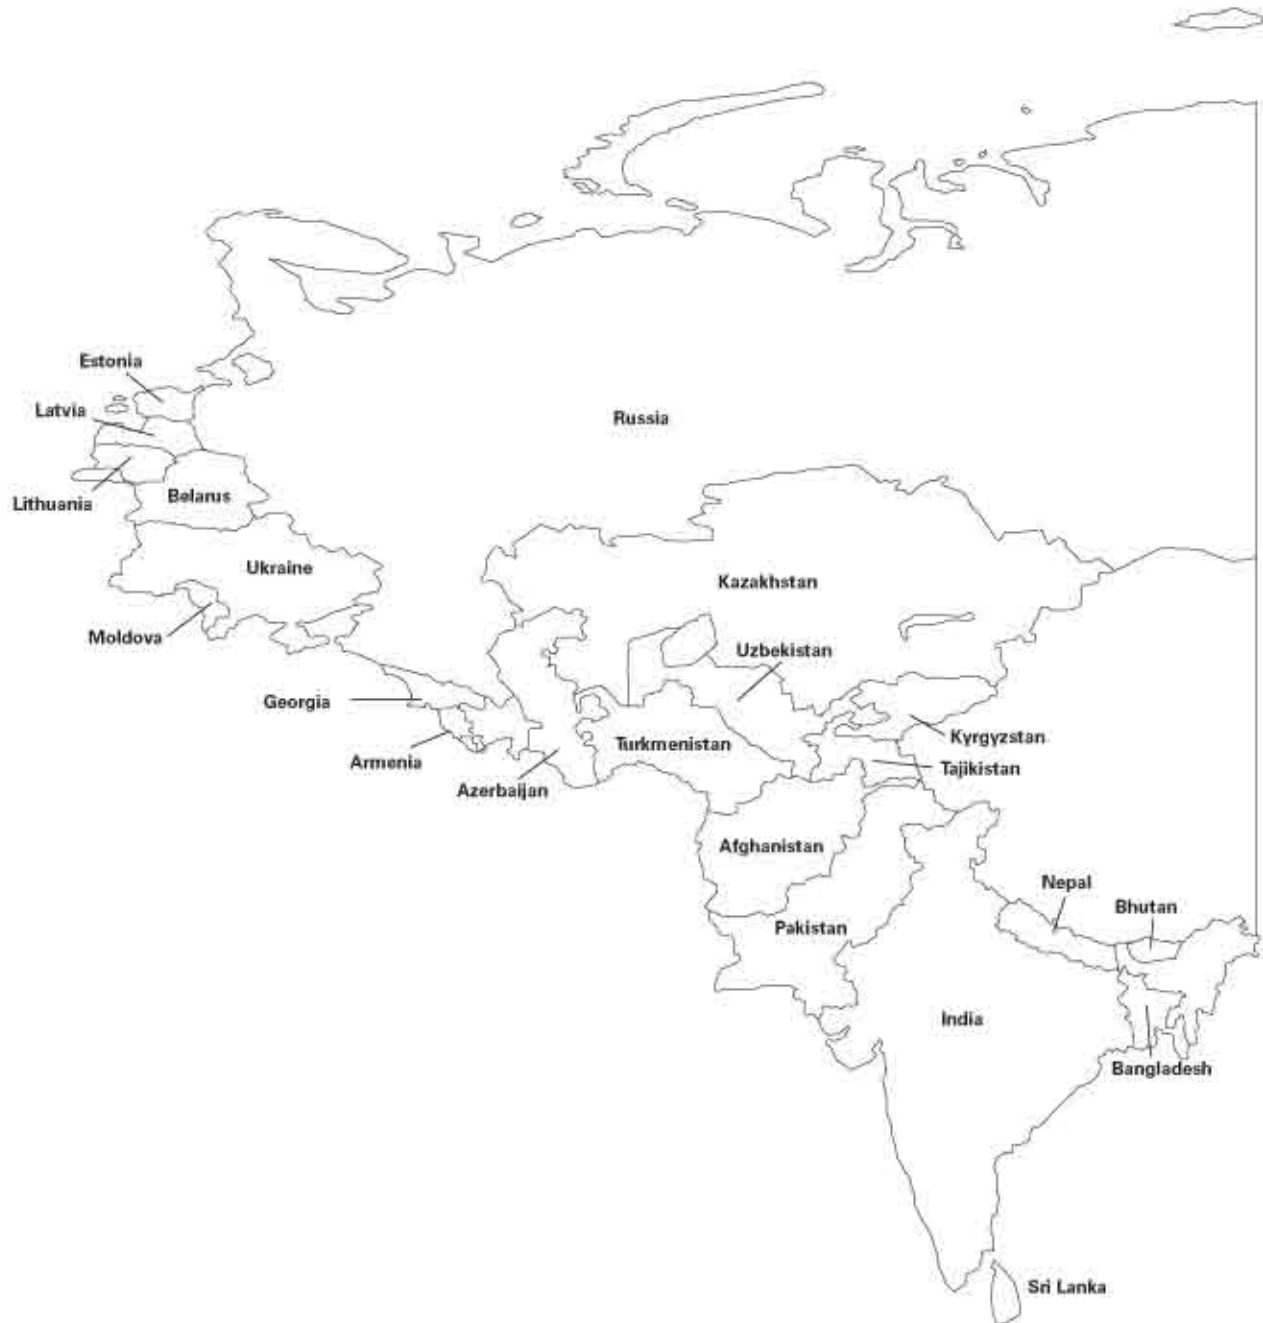 Estonia
Latvia
Russia
Lithuania
Belarus
Ukraine
Kazakhstan
Moldova
Uzbekistan
Georgia
Kyrgyzstan
Turkmenistan
Armenia
Tajikistan
Azerbaijan
Afghanistan
Nepal
Bhutan
Pakistan
India
Bangladesh
Sri Lanka